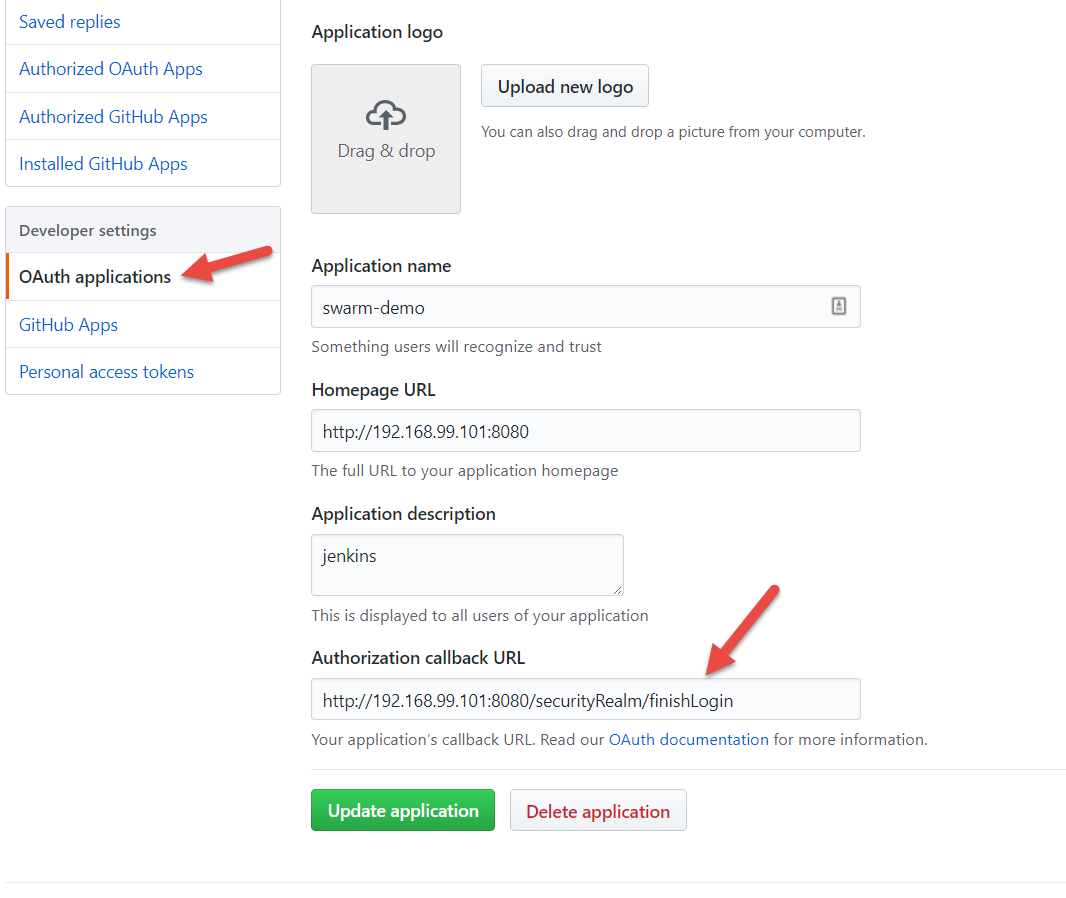 Saved replies
Authorized OAuth Apps
Authorized GitHub Apps
Installed GitHub Apps
Developer settings
OAuth applications
GitHub Apps
Personal access tokens
Application logo
Drag & drop
Upload new logo
You can also drag and drop a picture from your computer.
Application name
swarm-demo
Something users will recognize and trust
Homepage URL
http://192.168.99.101:8080
The full URL to your application homepage
Application description
jenkins
This is displayed to all users of your application
Authorization callback URL
http://192.168.99.101:8080/securityRealm/finishLogin
Your application's callback URL. Read our OAuth documentation for more information.
Update application
Delete application